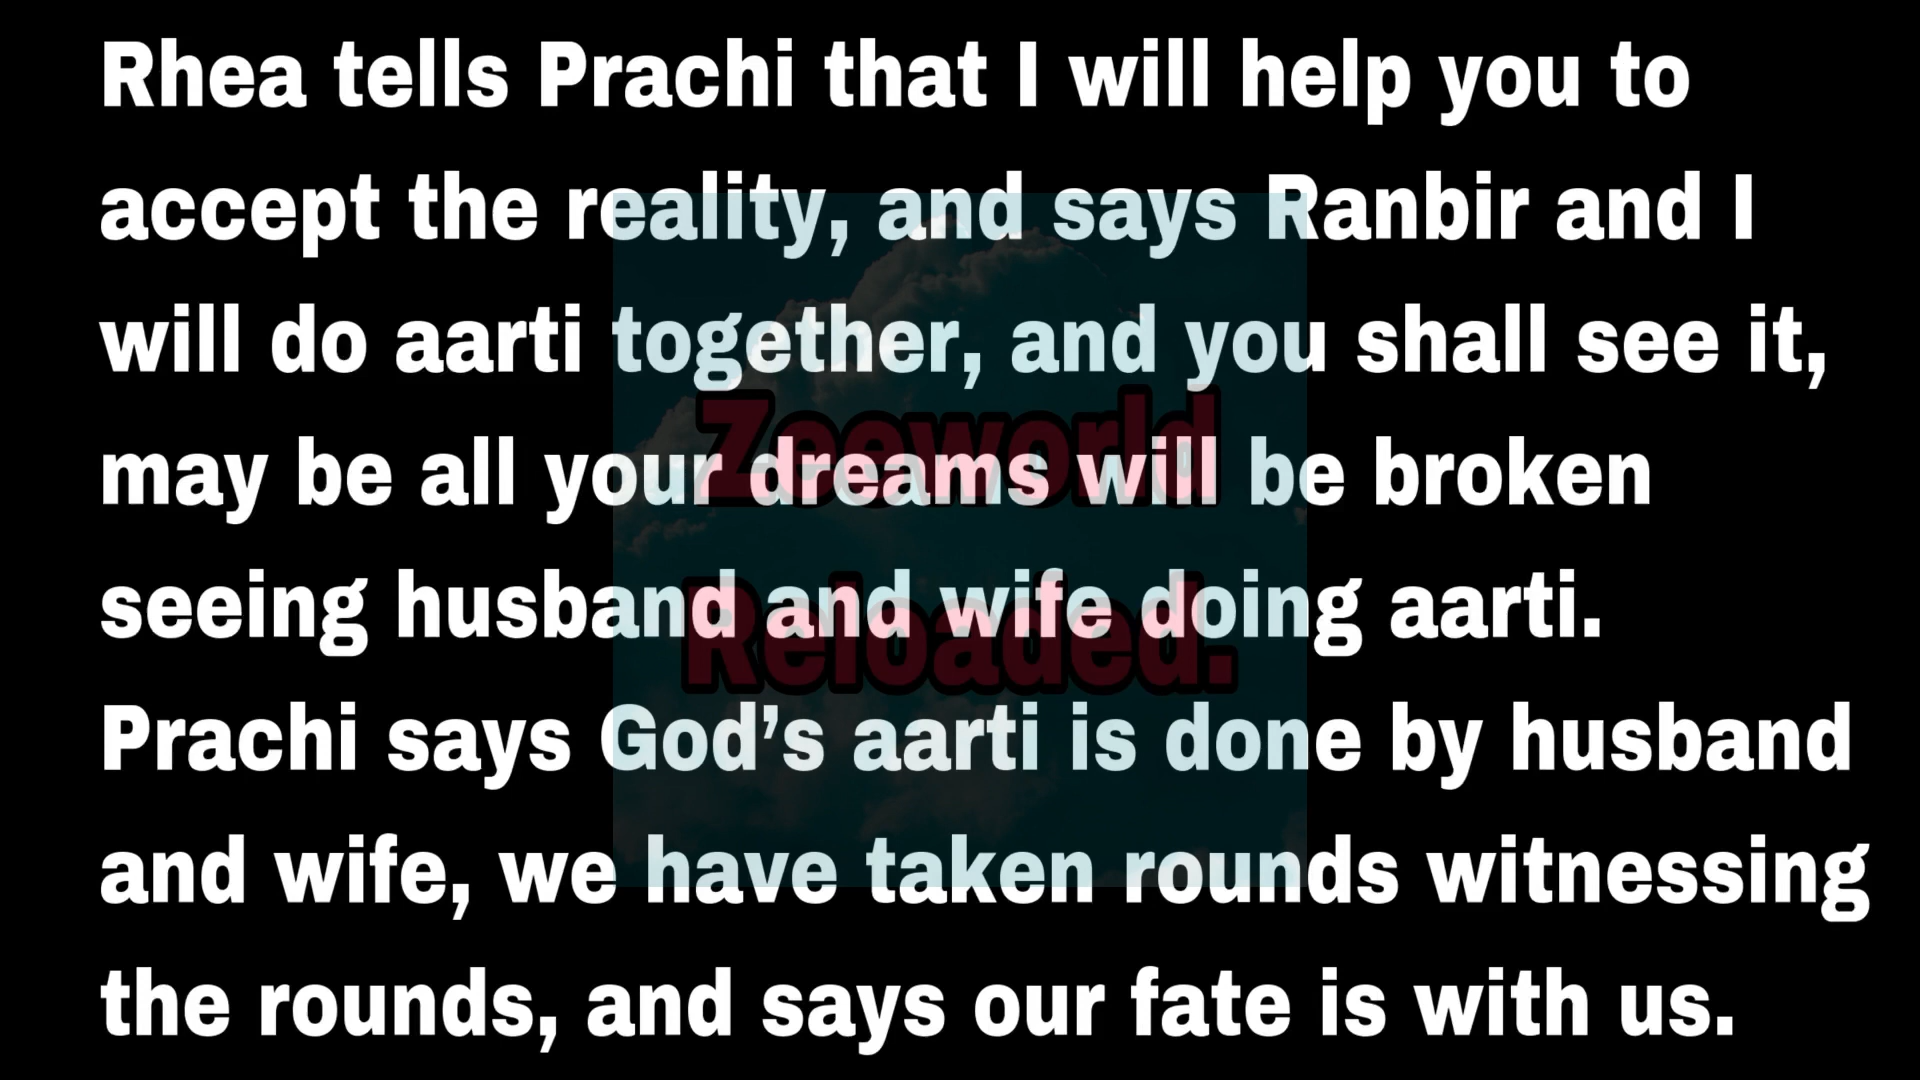 Rhea tells Prachi that I will help you to
accept the reality, and says Ranbir and I
will do aarti together, and you shall see it,
may be all your dreams will be broken
seeing husband and wife doing aarti.
Prachi says God’s aarti is done by husband
and wife, we have taken rounds witnessing
the rounds, and says our fate is with us.
Zeeworld
Reloaded.